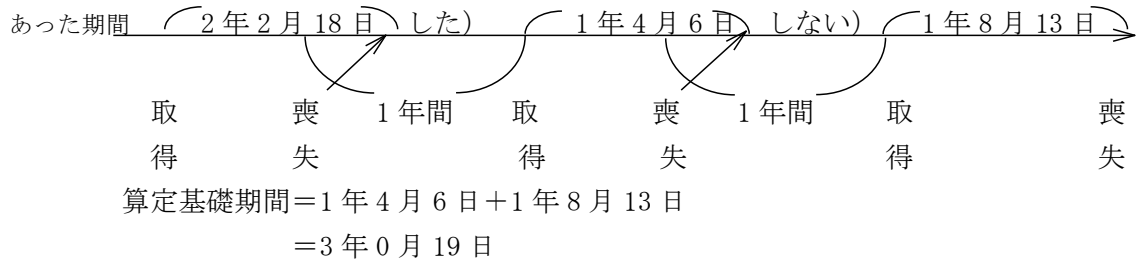 あった期間 2年2月18日 した) 1年4月6日 しない) 1年8月13日
取得 喪失 1年間 取得 喪失 1年間 取得 喪失
算定基礎期間=1年4月6日+1年8月13日
=3年0月19日